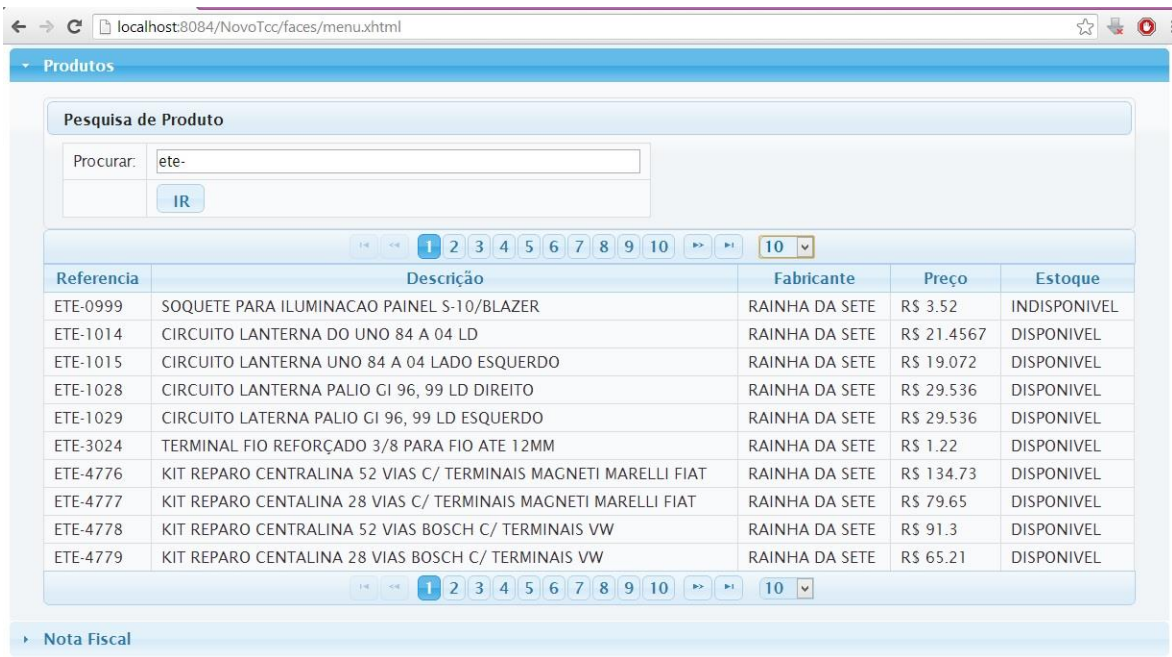 localhost:8084/NovoTcc/faces/menu.xhtml
Produtos
Pesquisa de Produto
Procurar: ete-
IR
1 2 3 4 5 6 7 8 9 10 10
Referencia Descrição Fabricante Preço Estoque
ETE-0999 SOQUETE PARA ILUMINACAO PAINEL S-10/BLAZER RAINHA DA SETE R$ 3.52 INDISPONIVEL
ETE-1014 CIRCUITO LANTERNA DO UNO 84 A 04 LD RAINHA DA SETE R$ 21.4567 DISPONIVEL
ETE-1015 CIRCUITO LANTERNA UNO 84 A 04 LADO ESQUERDO RAINHA DA SETE R$ 19.072 DISPONIVEL
ETE-1028 CIRCUITO LANTERNA PALIO GI 96, 99 LD DIREITO RAINHA DA SETE R$ 29.536 DISPONIVEL
ETE-1029 CIRCUITO LATERNA PALIO GI 96, 99 LD ESQUERDO RAINHA DA SETE R$ 29.536 DISPONIVEL
ETE-3024 TERMINAL FIO REFORÇADO 3/8 PARA FIO ATE 12MM RAINHA DA SETE R$ 1.22 DISPONIVEL
ETE-4776 KIT REPARO CENTRALINA 52 VIAS C/ TERMINAIS MAGNETI MARELLI FIAT RAINHA DA SETE R$ 134.73 DISPONIVEL
ETE-4777 KIT REPARO CENTALINA 28 VIAS C/ TERMINAIS MAGNETI MARELLI FIAT RAINHA DA SETE R$ 79.65 DISPONIVEL
ETE-4778 KIT REPARO CENTRALINA 52 VIAS BOSCH C/ TERMINAIS VW RAINHA DA SETE R$ 91.3 DISPONIVEL
ETE-4779 KIT REPARO CENTALINA 28 VIAS BOSCH C/ TERMINAIS VW RAINHA DA SETE R$ 65.21 DISPONIVEL
1 2 3 4 5 6 7 8 9 10 10
Nota Fiscal